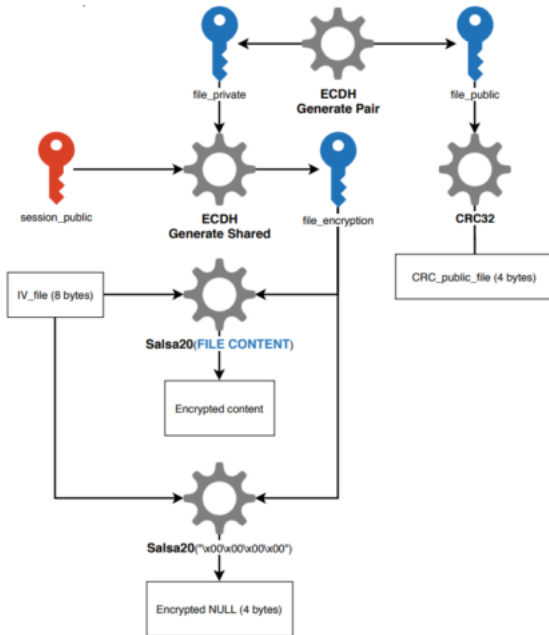 file_private
ECDH
Generate Pair
file_public
session_public
ECDH
Generate Shared
file_encryption
CRC32
IV_file (8 bytes)
CRC_public_file (4 bytes)
Salsa20(FILE CONTENT)
Encrypted content
Salsa20("\x00\x00\x00\x00")
Encrypted NULL (4 bytes)